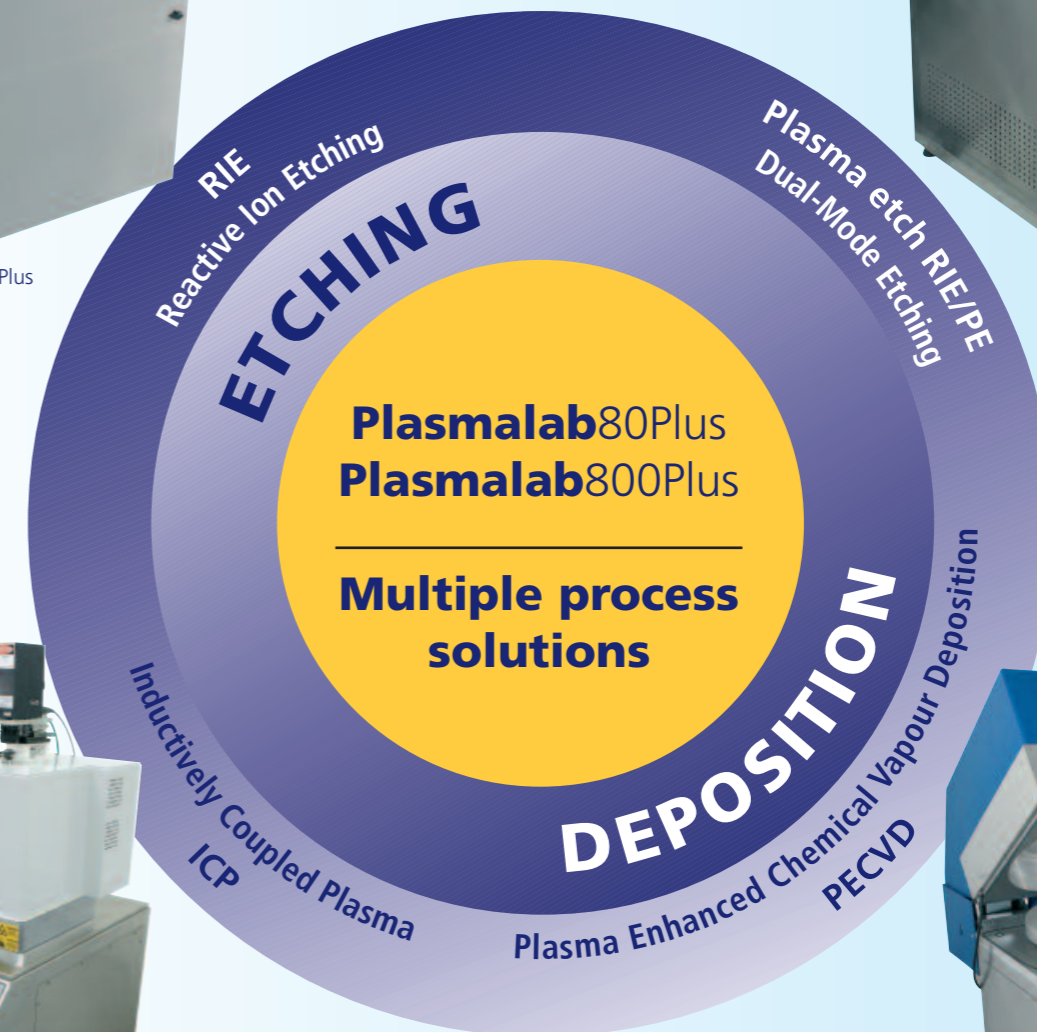 RIE
Reactive Ion Etching
Plasma etch RIE/PE
Dual-Mode Etching
Plus
ETCHING
Plasmalab80Plus
Plasmalab800Plus
Multiple process
solutions
DEPOSITION
Inductively Coupled Plasma
ICP
Plasma Enhanced Chemical Vapour Deposition
PECVD